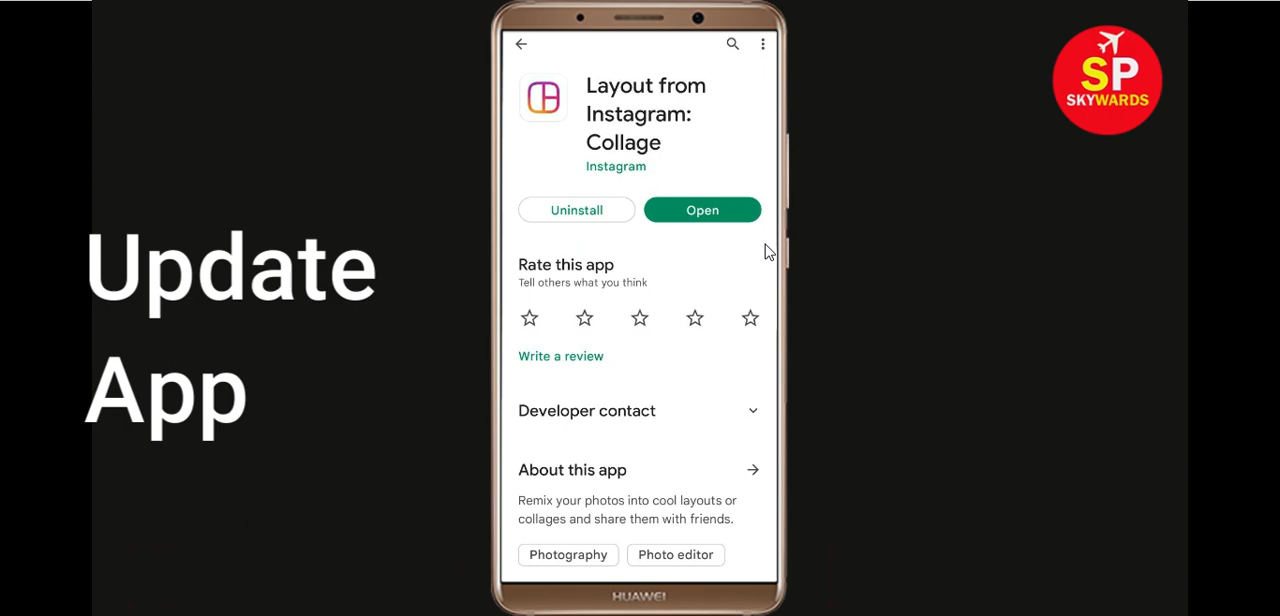 Update
App
Layout from
Instagram:
Collage
Instagram
Uninstall
Open
Rate this app
Tell others what you think
Write a review
Developer contact
About this app
Remix your photos into cool layouts or
collages and share them with friends.
Photography
Photo editor
HUAWEI
SP
SKYWARDS